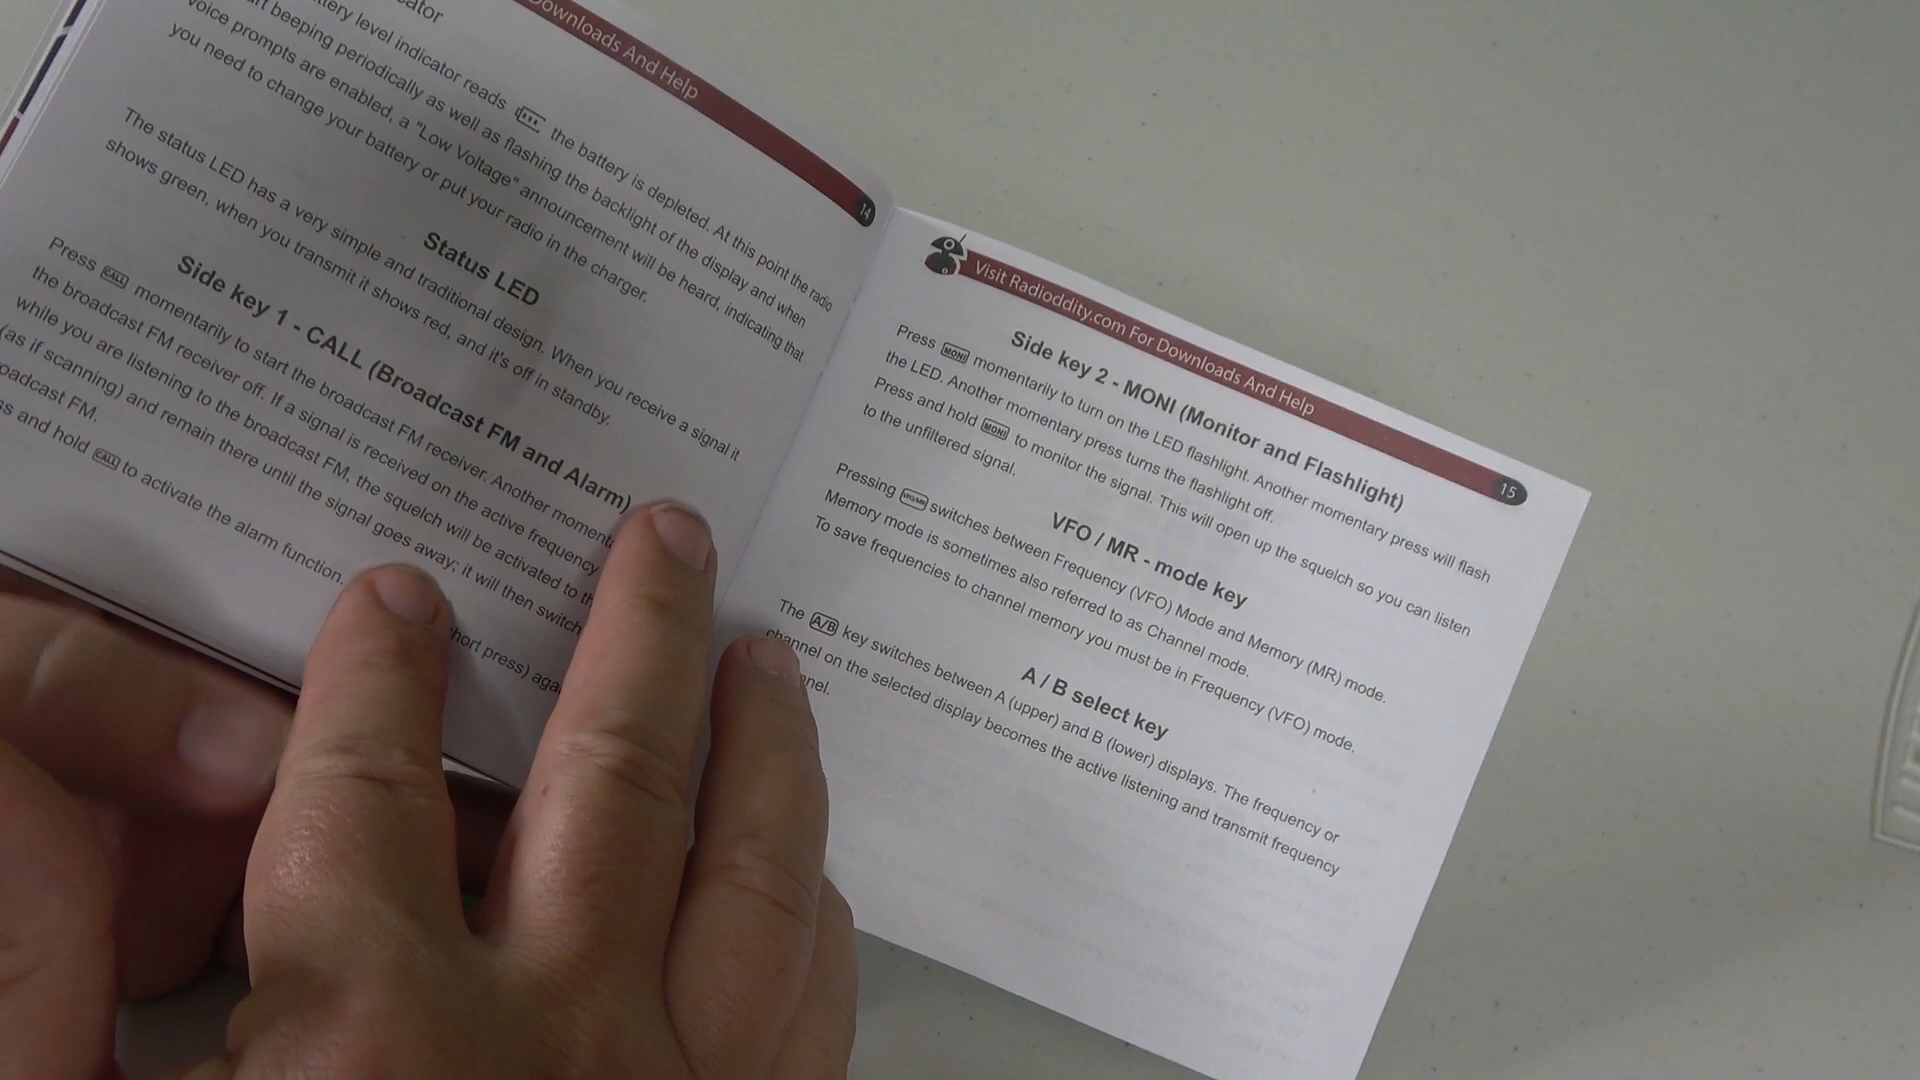 Downloads And Help
14
ttery level indicator reads the battery is depleted. At this point the radio
beeping periodically as well as flashing the backlight of the display and when
voice prompts are enabled, a "Low Voltage" announcement will be heard, indicating that
you need to change your battery or put your radio in the charger.
Status LED
The status LED has a very simple and traditional design. When you receive a signal it
shows green, when you transmit it shows red, and it's off in standby.
Side key 1 - CALL (Broadcast FM and Alarm)
Press CALL momentarily to start the broadcast FM receiver. Another momenta
the broadcast FM receiver off. If a signal is received on the active frequency
while you are listening to the broadcast FM, the squelch will be activated to th
(as if scanning) and remain there until the signal goes away; it will then switch
oadcast FM.
ss and hold CALL to activate the alarm function.
hort press) aga
Visit Radioddity.com For Downloads And Help
15
Side key 2 - MONI (Monitor and Flashlight)
Press MONI momentarily to turn on the LED flashlight. Another momentary press will flash
the LED. Another momentary press turns the flashlight off.
Press and hold MONI to monitor the signal. This will open up the squelch so you can listen
to the unfiltered signal.
VFO / MR - mode key
Pressing VFO/MR switches between Frequency (VFO) Mode and Memory (MR) mode.
Memory mode is sometimes also referred to as Channel mode.
To save frequencies to channel memory you must be in Frequency (VFO) mode.
A / B select key
The A/B key switches between A (upper) and B (lower) displays. The frequency or
channel on the selected display becomes the active listening and transmit frequency
nnel.